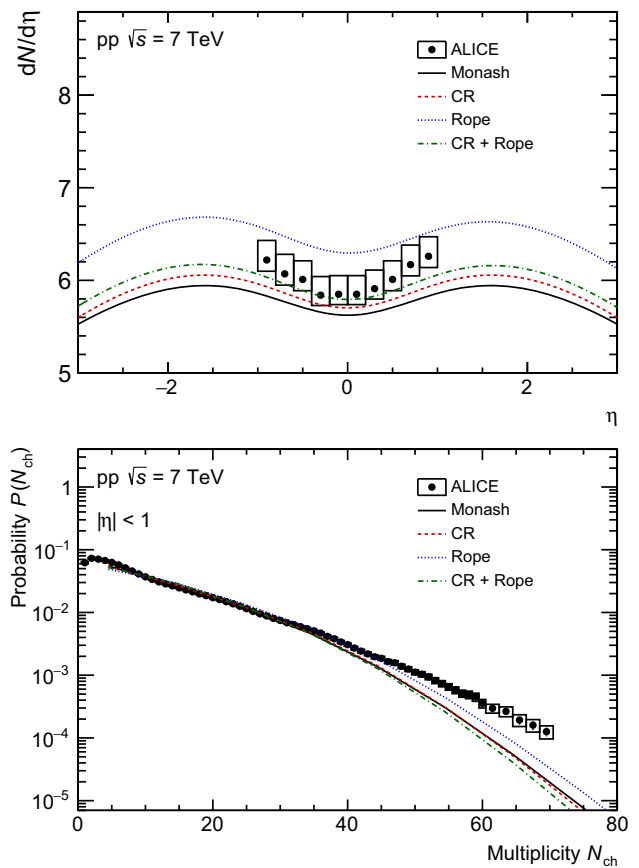 dN/dη
pp √s = 7 TeV
ALICE
Monash
CR
Rope
CR + Rope
8
7
6
5
−2
0
2
η
Probability P(Nch)
pp √s = 7 TeV
|η| < 1
ALICE
Monash
CR
Rope
CR + Rope
1
10⁻¹
10⁻²
10⁻³
10⁻⁴
10⁻⁵
0
20
40
60
80
Multiplicity Nch